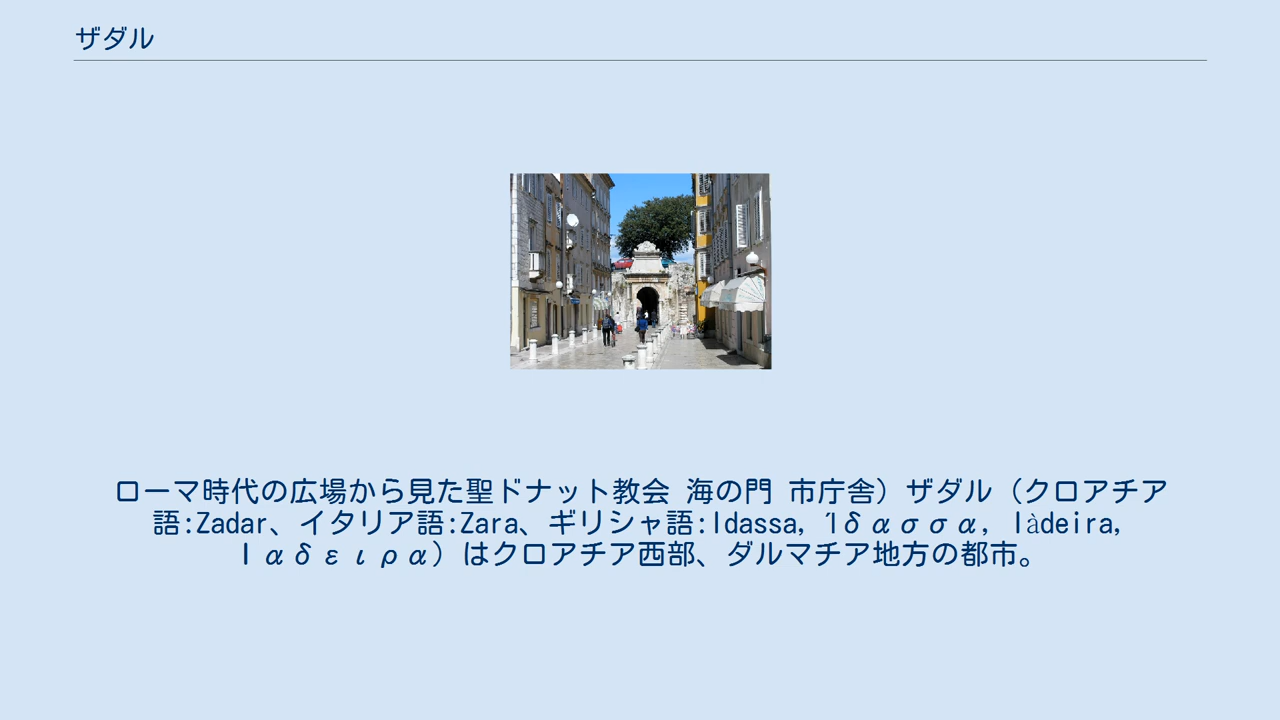 ザダル
ローマ時代の広場から見た聖ドナット教会 海の門 市庁舎）ザダル（クロアチア
語:Zadar、イタリア語:Zara、ギリシャ語:Idassa, Ίδασσα, Iàdeira,
Ιαδειρα）はクロアチア西部、ダルマチア地方の都市。